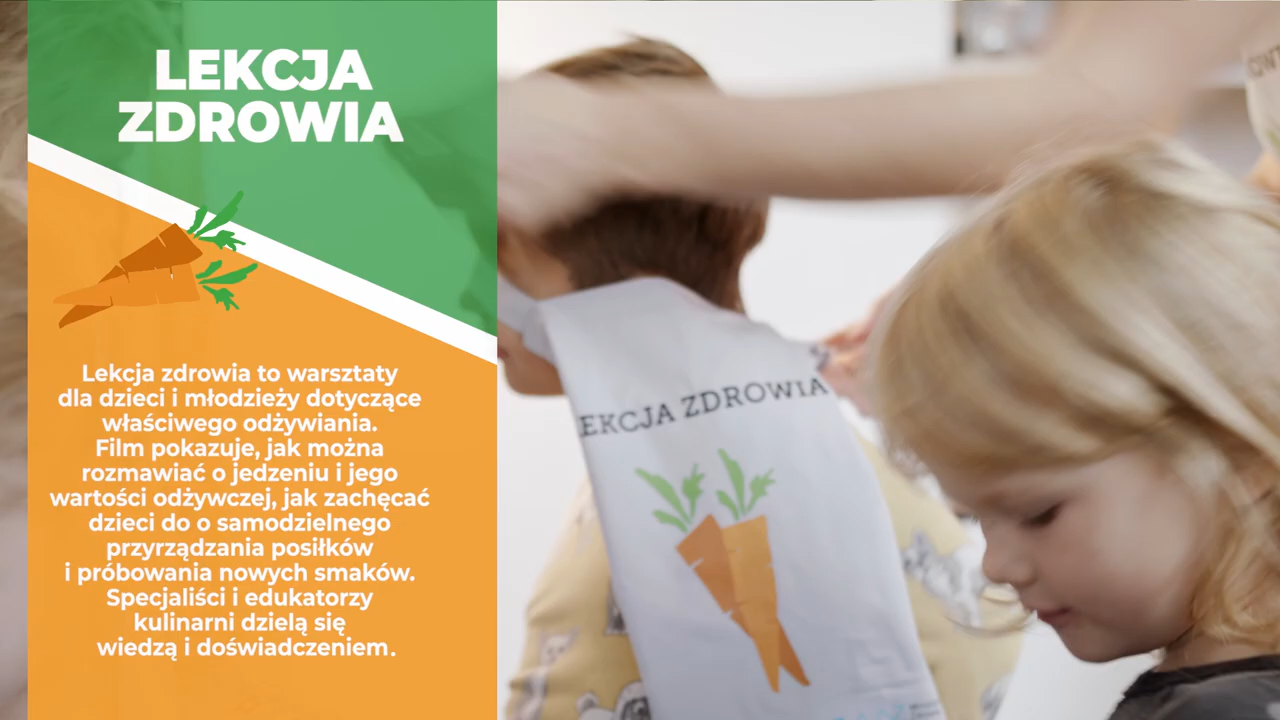 LEKCJA
ZDROWIA
Lekcja zdrowia to warsztaty
dla dzieci i młodzieży dotyczące
właściwego odżywiania.
Film pokazuje, jak można
rozmawiać o jedzeniu i jego
wartości odżywczej, jak zachęcać
dzieci do o samodzielnego
przyrządzania posiłków
i próbowania nowych smaków.
Specjaliści i edukatorzy
kulinarni dzielą się
wiedzą i doświadczeniem.
EKCJA ZDROWIA